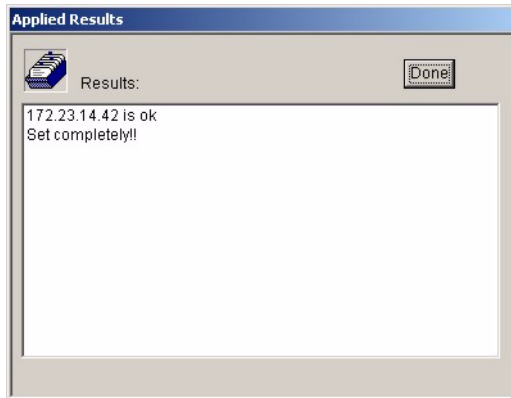 Applied Results
Results:
Done
172.23.14.42 is ok
Set completely!!